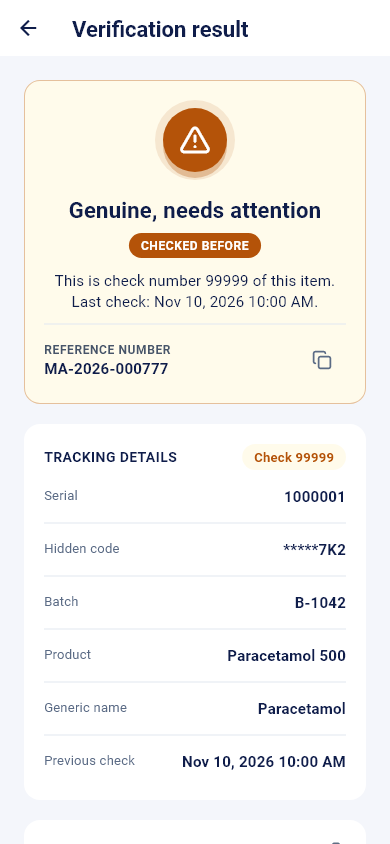 Verification result
Genuine, needs attention
CHECKED BEFORE
This is check number 99999 of this item.
Last check: Nov 10, 2026 10:00 AM.
REFERENCE NUMBER
MA-2026-000777
TRACKING DETAILS
Check 99999
Serial
1000001
Hidden code
*****7K2
Batch
B-1042
Product
Paracetamol 500
Generic name
Paracetamol
Previous check
Nov 10, 2026 10:00 AM